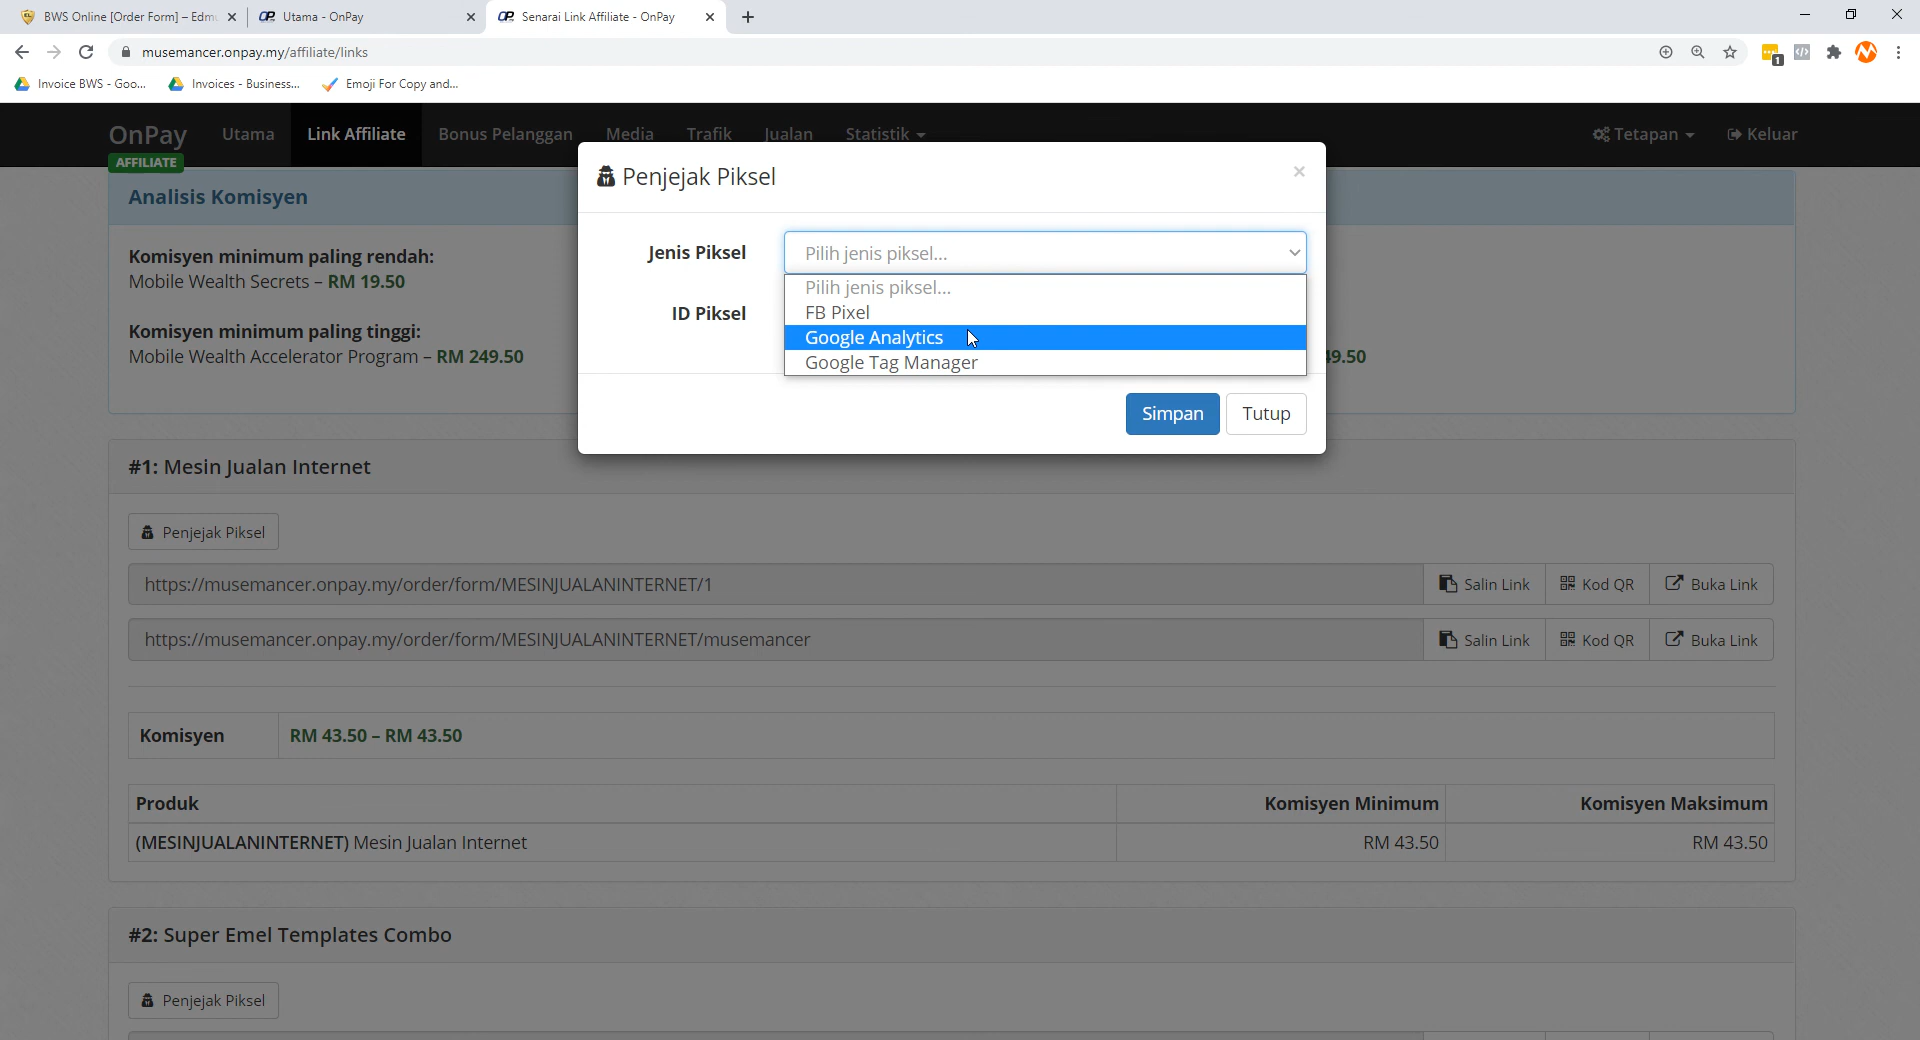 BWS Online [Order Form] – Edmu
Utama - OnPay
Senarai Link Affiliate - OnPay
musemancer.onpay.my/affiliate/links
1
Invoice BWS - Goo...
Invoices - Business...
Emoji For Copy and...
OnPay
AFFILIATE
Utama
Link Affiliate
Bonus Pelanggan
Media
Trafik
Jualan
Statistik
Tetapan
Keluar
Analisis Komisyen
Komisyen minimum paling rendah:
Mobile Wealth Secrets – RM 19.50
Komisyen minimum paling tinggi:
Mobile Wealth Accelerator Program – RM 249.50
49.50
Penjejak Piksel
×
Jenis Piksel
Pilih jenis piksel...
Pilih jenis piksel...
FB Pixel
Google Analytics
Google Tag Manager
ID Piksel
Simpan
Tutup
#1: Mesin Jualan Internet
Penjejak Piksel
https://musemancer.onpay.my/order/form/MESINJUALANINTERNET/1
Salin Link
Kod QR
Buka Link
https://musemancer.onpay.my/order/form/MESINJUALANINTERNET/musemancer
Salin Link
Kod QR
Buka Link
Komisyen
RM 43.50 – RM 43.50
Produk
Komisyen Minimum
Komisyen Maksimum
(MESINJUALANINTERNET) Mesin Jualan Internet
RM 43.50
RM 43.50
#2: Super Emel Templates Combo
Penjejak Piksel